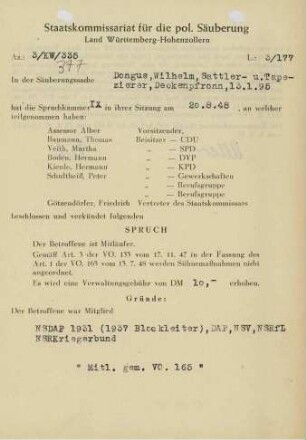 Staatskommissariat für die pol. Säuberung
Land Württemberg-Hohenzollern
Az.: 3/KW/335 L: 3/177
377
In der Säuberungssache Dongus,Wilhelm,Sattler- u.Tape-
zierer,Deckenpfronn,13.1.95
hat die Spruchkammer IX in ihrer Sitzung am 20.8.48, an welcher
teilgenommen haben:
Assessor Alber Vorsitzender,
Baumann, Thomas Beisitzer — CDU
Veith, Martha „ — SPD
Boden, Hermann „ — DVP
Kienle, Hermann „ — KPD
Schultheiß, Peter „ — Gewerkschaften
„ — Berufsgruppe
„ — Berufsgruppe
Götzendörfer, Friedrich Vertreter des Staatskommissars
beschlossen und verkündet folgenden
SPRUCH
Der Betroffene ist Mitläufer.
Gemäß Art. 3 der VO. 133 vom 17. 11. 47 in der Fassung des
Art. 1 der VO. 165 vom 13. 7. 48 werden Sühnemaßnahmen nicht
angeordnet.
Es wird eine Verwaltungsgebühr von DM 10,- erhoben.
Gründe:
Der Betroffene war Mitglied
NSDAP 1931 (1937 Blockleiter),DAF,NSV,NSRfL
NSRKriegerbund
" Mitl. gem. VO. 165 "